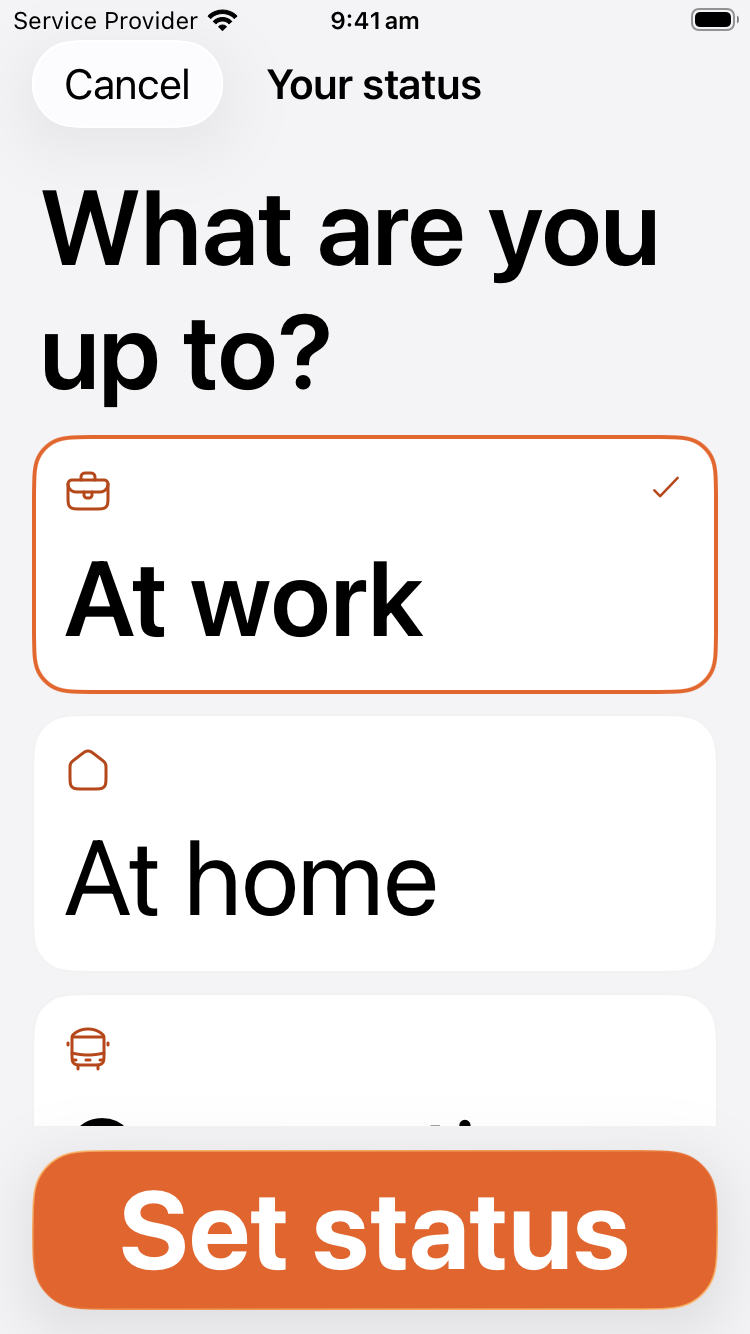 Service Provider 9:41 am
Cancel Your status
What are you
up to?
At work
At home
Set status